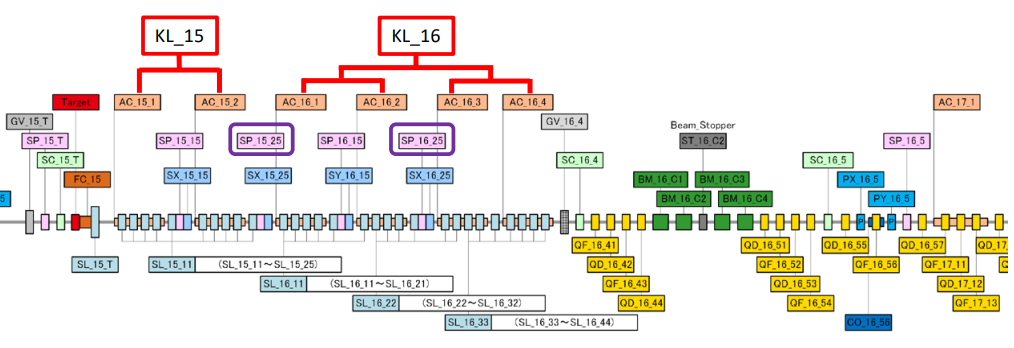 KL_15
KL_16
Target
AC_15_1
AC_15_2
AC_16_1
AC_16_2
AC_16_3
AC_16_4
AC_17_1
GV_15_T
GV_16_4
Beam_Stopper
SP_15_T
SP_15_15
SP_15_25
SP_16_15
SP_16_25
ST_16_C2
SP_16_5
SC_15_T
SC_16_4
SC_16_5
FC_15
SX_15_15
SX_15_25
SY_16_15
SX_16_25
BM_16_C1
BM_16_C3
PX_16_5
BM_16_C2
BM_16_C4
PY_16_5
5
P
P
QF_16_41
QD_16_51
QD_16_55
QD_16_57
QD_17_
SL_15_T
SL_15_11
(SL_15_11～SL_15_25)
QD_16_42
QF_16_52
QF_16_56
QF_17_11
SL_16_11
(SL_16_11～SL_16_21)
QF_16_43
QD_16_53
QD_17_12
SL_16_22
(SL_16_22～SL_16_32)
QD_16_44
QF_16_54
QF_17_13
SL_16_33
(SL_16_33～SL_16_44)
CO_16_56